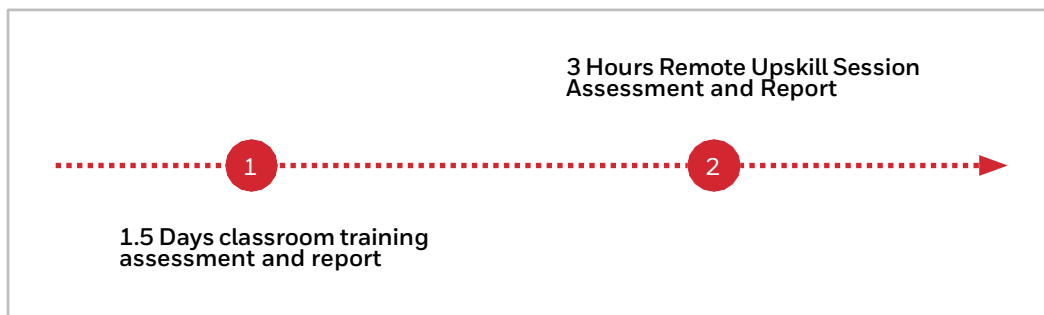 3 Hours Remote Upskill Session
Assessment and Report
1
2
1.5 Days classroom training
assessment and report